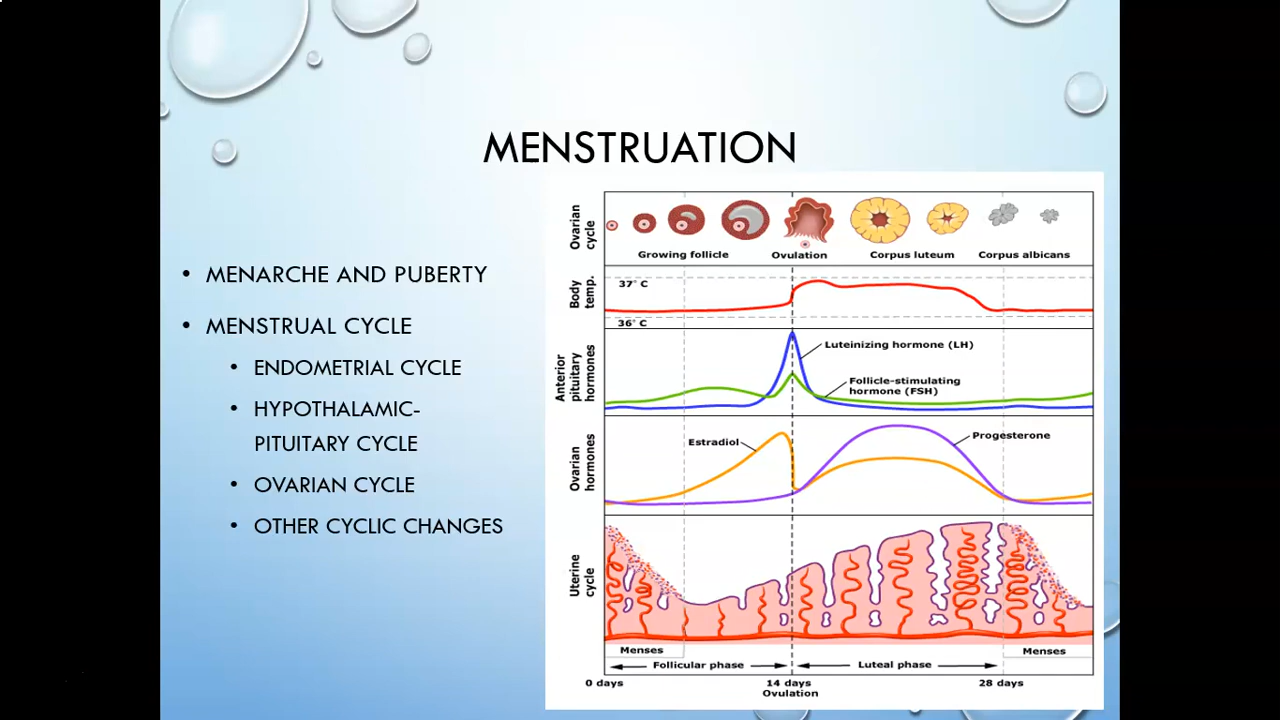 MENSTRUATION
• MENARCHE AND PUBERTY
• MENSTRUAL CYCLE
• ENDOMETRIAL CYCLE
• HYPOTHALAMIC-
PITUITARY CYCLE
• OVARIAN CYCLE
• OTHER CYCLIC CHANGES
Ovarian
cycle
Growing follicle
Ovulation
Corpus luteum
Corpus albicans
Body
temp.
37° C
36° C
Anterior
pituitary
hormones
Luteinizing hormone (LH)
Follicle-stimulating
hormone (FSH)
Ovarian
hormones
Estradiol
Progesterone
Uterine
cycle
Menses
Menses
Follicular phase
Luteal phase
0 days
14 days
Ovulation
28 days